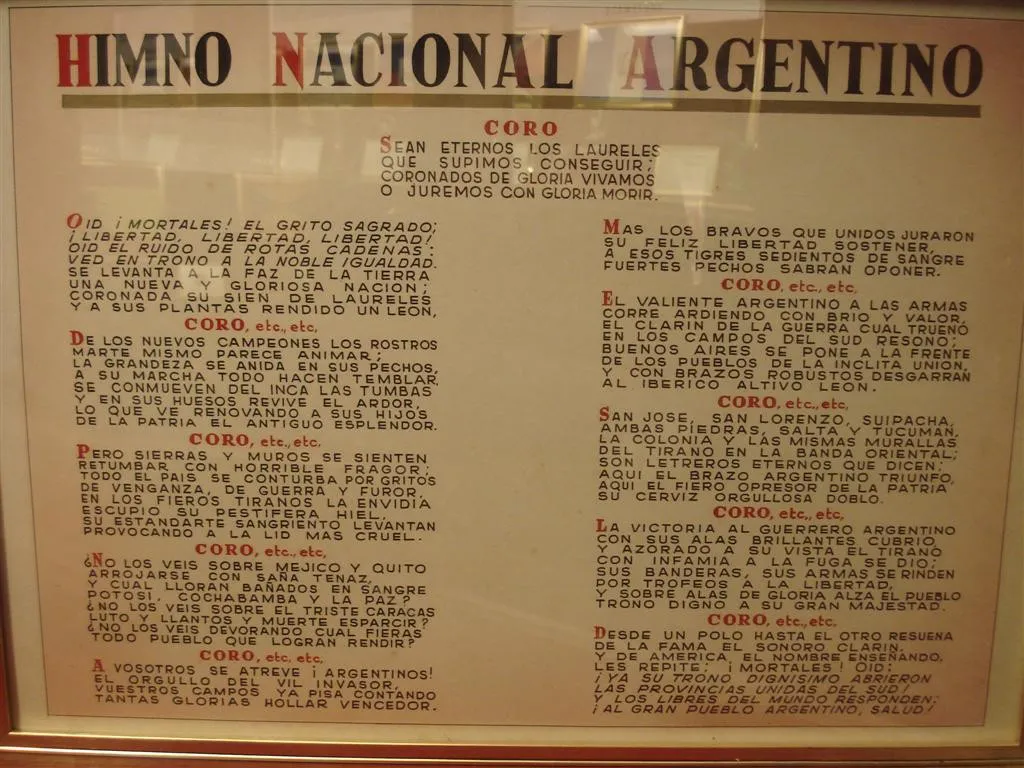 HIMNO NACIONAL ARGENTINO
CORO
SEAN ETERNOS LOS LAURELES
QUE SUPIMOS CONSEGUIR;
CORONADOS DE GLORIA VIVAMOS
O JUREMOS CON GLORIA MORIR.
OID ¡MORTALES! EL GRITO SAGRADO;
¡LIBERTAD, LIBERTAD, LIBERTAD!
OID EL RUIDO DE ROTAS CADENAS;
VED EN TRONO A LA NOBLE IGUALDAD.
SE LEVANTA A LA FAZ DE LA TIERRA
UNA NUEVA Y GLORIOSA NACION;
CORONADA SU SIEN DE LAURELES
Y A SUS PLANTAS RENDIDO UN LEON,
CORO, etc., etc,
DE LOS NUEVOS CAMPEONES LOS ROSTROS
MARTE MISMO PARECE ANIMAR;
LA GRANDEZA SE ANIDA EN SUS PECHOS,
A SU MARCHA TODO HACEN TEMBLAR,
SE CONMUEVEN DEL INCA LAS TUMBAS
Y EN SUS HUESOS REVIVE EL ARDOR,
LO QUE VE RENOVANDO A SUS HIJOS
DE LA PATRIA EL ANTIGUO ESPLENDOR.
CORO, etc., etc,
PERO SIERRAS Y MUROS SE SIENTEN
RETUMBAR CON HORRIBLE FRAGOR;
TODO EL PAIS SE CONTURBA POR GRITOS
DE VENGANZA, DE GUERRA Y FUROR,
EN LOS FIEROS TIRANOS LA ENVIDIA
ESCUPIO SU PESTIFERA HIEL,
SU ESTANDARTE SANGRIENTO LEVANTAN
PROVOCANDO A LA LID MAS CRUEL.
CORO, etc., etc,
¿NO LOS VEIS SOBRE MEJICO Y QUITO
ARROJARSE CON SAÑA TENAZ,
Y CUAL LLORAN BAÑADOS EN SANGRE
POTOSI, COCHABAMBA Y LA PAZ?
¿NO LOS VEIS SOBRE EL TRISTE CARACAS
LUTO Y LLANTOS Y MUERTE ESPARCIR?
¿NO LOS VEIS DEVORANDO CUAL FIERAS
TODO PUEBLO QUE LOGRAN RENDIR?
CORO, etc. etc,
A VOSOTROS SE ATREVE ¡ARGENTINOS!
EL ORGULLO DEL VIL INVASOR,
VUESTROS CAMPOS YA PISA CONTANDO
TANTAS GLORIAS HOLLAR VENCEDOR.
MAS LOS BRAVOS QUE UNIDOS JURARON
SU FELIZ LIBERTAD SOSTENER,
A ESOS TIGRES SEDIENTOS DE SANGRE
FUERTES PECHOS SABRAN OPONER.
CORO, etc., etc,
EL VALIENTE ARGENTINO A LAS ARMAS
CORRE ARDIENDO CON BRIO Y VALOR,
EL CLARIN DE LA GUERRA CUAL TRUENO
EN LOS CAMPOS DEL SUD RESONO;
BUENOS AIRES SE PONE A LA FRENTE
DE LOS PUEBLOS DE LA INCLITA UNION,
Y CON BRAZOS ROBUSTOS DESGARRAN
AL IBERICO ALTIVO LEON.
CORO, etc., etc,
SAN JOSE, SAN LORENZO, SUIPACHA,
AMBAS PIEDRAS, SALTA Y TUCUMAN,
LA COLONIA Y LAS MISMAS MURALLAS
DEL TIRANO EN LA BANDA ORIENTAL;
SON LETREROS ETERNOS QUE DICEN;
AQUI EL BRAZO ARGENTINO TRIUNFO,
AQUI EL FIERO OPRESOR DE LA PATRIA
SU CERVIZ ORGULLOSA DOBLO.
CORO, etc., etc,
LA VICTORIA AL GUERRERO ARGENTINO
CON SUS ALAS BRILLANTES CUBRIO,
Y AZORADO A SU VISTA EL TIRANO
CON INFAMIA A LA FUGA SE DIO;
SUS BANDERAS, SUS ARMAS SE RINDEN
POR TROFEOS A LA LIBERTAD,
Y SOBRE ALAS DE GLORIA ALZA EL PUEBLO
TRONO DIGNO A SU GRAN MAJESTAD.
CORO, etc., etc.
DESDE UN POLO HASTA EL OTRO RESUENA
DE LA FAMA EL SONORO CLARIN.
Y DE AMERICA EL NOMBRE ENSEÑANDO,
LES REPITE; ¡MORTALES! OID:
¡YA SU TRONO DIGNISIMO ABRIERON
LAS PROVINCIAS UNIDAS DEL SUD!
Y LOS LIBRES DEL MUNDO RESPONDEN:
¡AL GRAN PUEBLO ARGENTINO, SALUD!